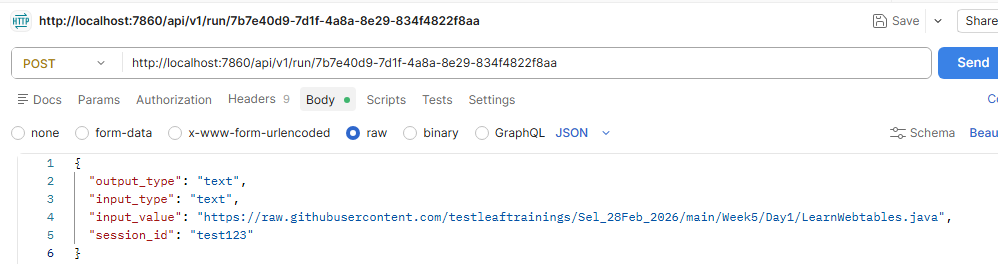 HTTP http://localhost:7860/api/v1/run/7b7e40d9-7d1f-4a8a-8e29-834f4822f8aa Save Share
POST http://localhost:7860/api/v1/run/7b7e40d9-7d1f-4a8a-8e29-834f4822f8aa Send
Docs Params Authorization Headers 9 Body Scripts Tests Settings Co
none form-data x-www-form-urlencoded raw binary GraphQL JSON Schema Beau
1 {
2 "output_type": "text",
3 "input_type": "text",
4 "input_value": "https://raw.githubusercontent.com/testleaftrainings/Sel_28Feb_2026/main/Week5/Day1/LearnWebtables.java",
5 "session_id": "test123"
6 }